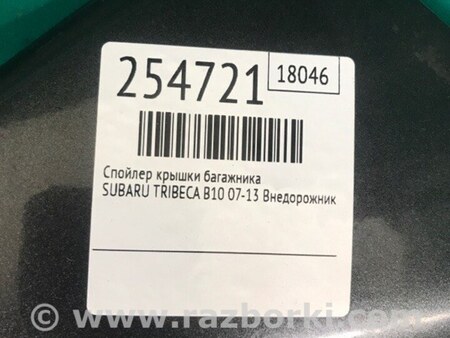 254721
18046
Спойлер крышки багажника
SUBARU TRIBECA B10 07-13 Внедорожник
© www.razborki.com